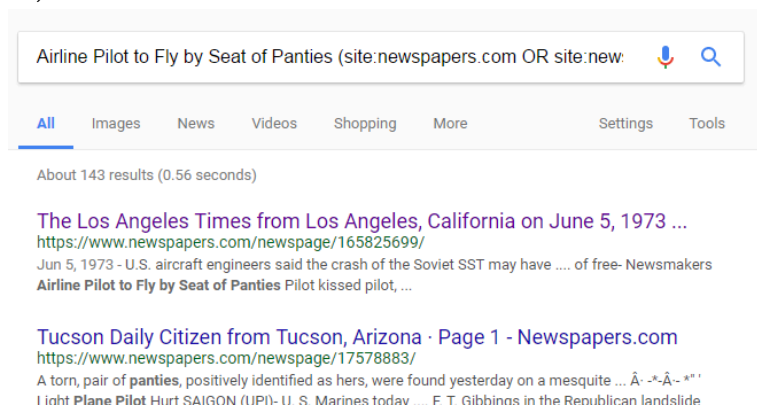 Airline Pilot to Fly by Seat of Panties (site:newspapers.com OR site:news
All Images News Videos Shopping More Settings Tools
About 143 results (0.56 seconds)
The Los Angeles Times from Los Angeles, California on June 5, 1973 ...
https://www.newspapers.com/newspage/165825699/
Jun 5, 1973 - U.S. aircraft engineers said the crash of the Soviet SST may have .... of free- Newsmakers
Airline Pilot to Fly by Seat of Panties Pilot kissed pilot, ...
Tucson Daily Citizen from Tucson, Arizona · Page 1 - Newspapers.com
https://www.newspapers.com/newspage/17578883/
A torn, pair of panties, positively identified as hers, were found yesterday on a mesquite ... Â· -*-Â·- *" '
Light Plane Pilot Hurt SAIGON (UPI)- U. S. Marines today .... F. T. Gibbings in the Republican landslide